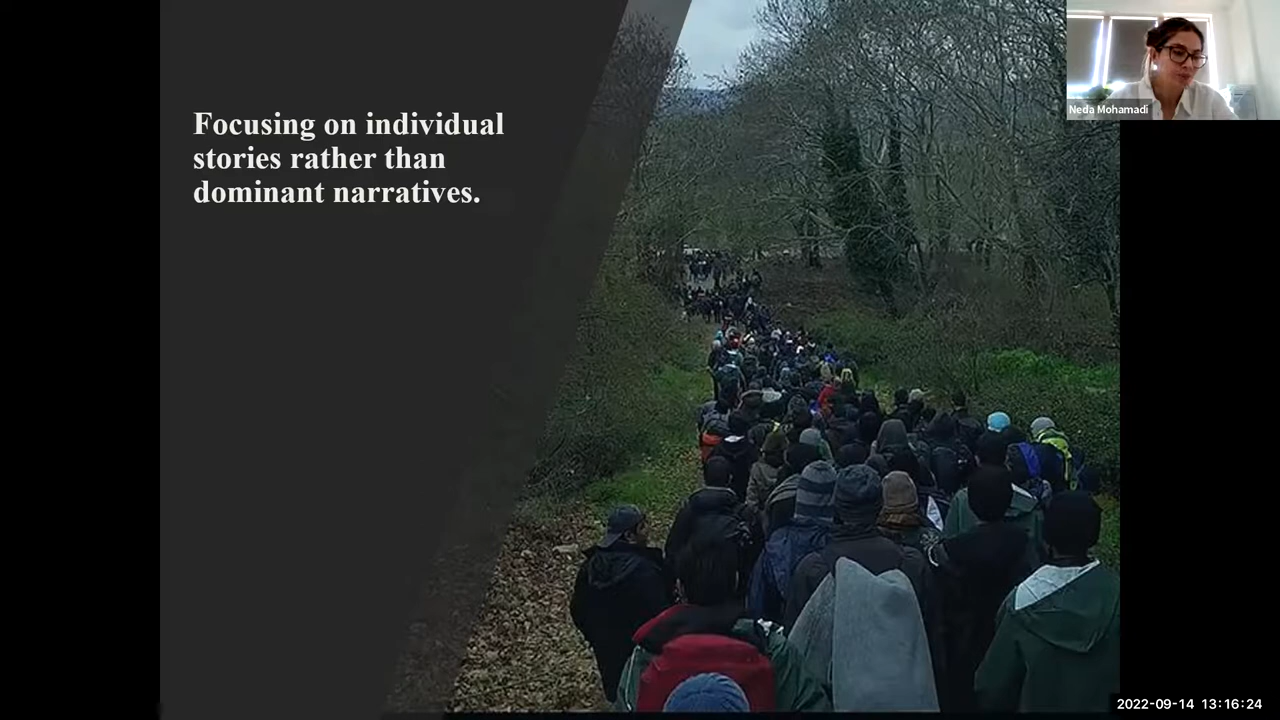 Focusing on individual
stories rather than
dominant narratives.
Neda Mohamadi
2022-09-14 13:16:24